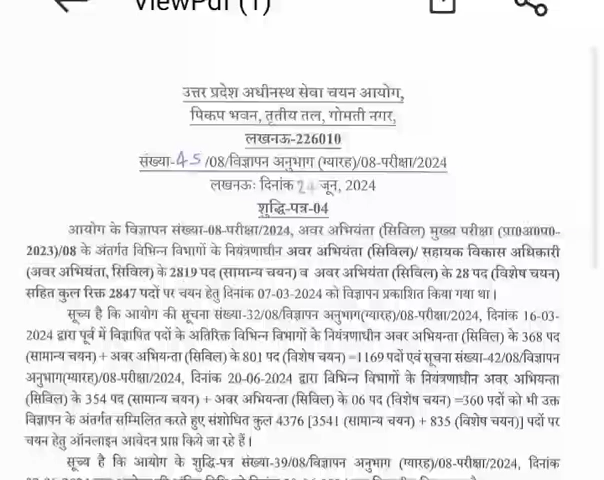 ViewPdf (1)
उत्तर प्रदेश अधीनस्थ सेवा चयन आयोग,
पिकप भवन, तृतीय तल, गोमती नगर,
लखनऊ-226010
संख्या-45 /08/विज्ञापन अनुभाग (ग्यारह)/08-परीक्षा/2024
लखनऊः दिनांक 24 जून, 2024
शुद्धि-पत्र-04
आयोग के विज्ञापन संख्या-08-परीक्षा/2024, अवर अभियंता (सिविल) मुख्य परीक्षा (प्रा0अ0प0-
2023)/08 के अंतर्गत विभिन्न विभागों के नियंत्रणाधीन अवर अभियंता (सिविल)/ सहायक विकास अधिकारी
(अवर अभियंता, सिविल) के 2819 पद (सामान्य चयन) व अवर अभियंता (सिविल) के 28 पद (विशेष चयन)
सहित कुल रिक्त 2847 पदों पर चयन हेतु दिनांक 07-03-2024 को विज्ञापन प्रकाशित किया गया था।
सूच्य है कि आयोग की सूचना संख्या-32/08/विज्ञापन अनुभाग(ग्यारह)/08-परीक्षा/2024, दिनांक 16-03-
2024 द्वारा पूर्व में विज्ञापित पदों के अतिरिक्त विभिन्न विभागों के नियंत्रणाधीन अवर अभियन्ता (सिविल) के 368 पद
(सामान्य चयन) + अवर अभियन्ता (सिविल) के 801 पद (विशेष चयन) =1169 पदों एवं सूचना संख्या-42/08/विज्ञापन
अनुभाग(ग्यारह)/08-परीक्षा/2024, दिनांक 20-06-2024 द्वारा विभिन्न विभागों के नियंत्रणाधीन अवर अभियन्ता
(सिविल) के 354 पद (सामान्य चयन) + अवर अभियन्ता (सिविल) के 06 पद (विशेष चयन) =360 पदों को भी उक्त
विज्ञापन के अंतर्गत सम्मिलित करते हुए संशोधित कुल 4376 [3541 (सामान्य चयन) + 835 (विशेष चयन)] पदों पर
चयन हेतु ऑनलाइन आवेदन प्राप्त किये जा रहे हैं।
सूच्य है कि आयोग के शुद्धि-पत्र संख्या-39/08/विज्ञापन अनुभाग (ग्यारह)/08-परीक्षा/2024, दिनांक